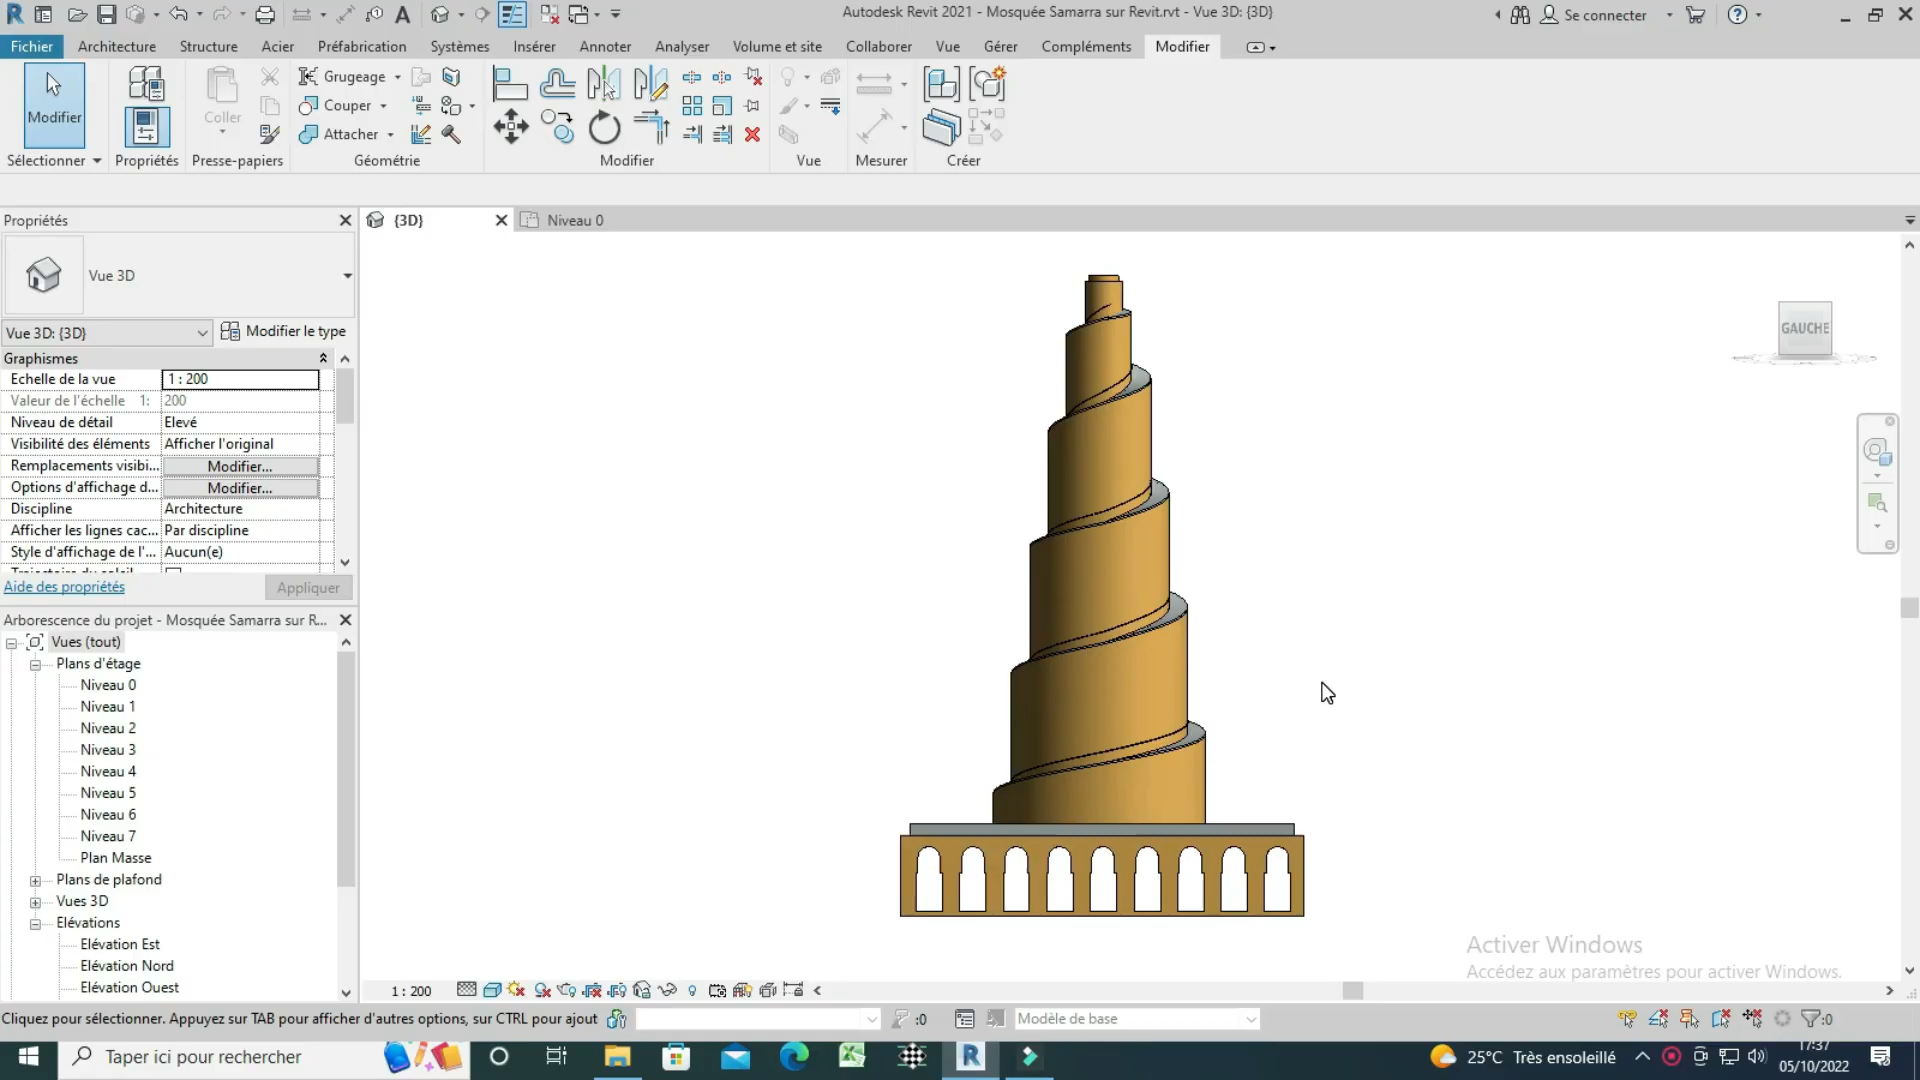 Autodesk Revit 2021 - Mosquée Samarra sur Revit.rvt - Vue 3D: {3D}
Se connecter
Fichier Architecture Structure Acier Préfabrication Systèmes Insérer Annoter Analyser Volume et site Collaborer Vue Gérer Compléments Modifier
Modifier
Coller
Grugeage
Couper
Attacher
Sélectionner Propriétés Presse-papiers Géométrie Modifier Vue Mesurer Créer
Propriétés
{3D}
Niveau 0
Vue 3D
Vue 3D: {3D}
Modifier le type
Graphismes
Echelle de la vue 1 : 200
Valeur de l'échelle 1: 200
Niveau de détail Elevé
Visibilité des éléments Afficher l'original
Remplacements visibi... Modifier...
Options d'affichage d... Modifier...
Discipline Architecture
Afficher les lignes cac... Par discipline
Style d'affichage de l'... Aucun(e)
Aide des propriétés
Appliquer
Arborescence du projet - Mosquée Samarra sur R...
Vues (tout)
Plans d'étage
Niveau 0
Niveau 1
Niveau 2
Niveau 3
Niveau 4
Niveau 5
Niveau 6
Niveau 7
Plan Masse
Plans de plafond
Vues 3D
Elévations
Elévation Est
Elévation Nord
Elévation Ouest
GAUCHE
Activer Windows
Accédez aux paramètres pour activer Windows.
1 : 200
Cliquez pour sélectionner. Appuyez sur TAB pour afficher d'autres options, sur CTRL pour ajout
:0
Modèle de base
:0
Taper ici pour rechercher
25°C Très ensoleillé
17:37
05/10/2022